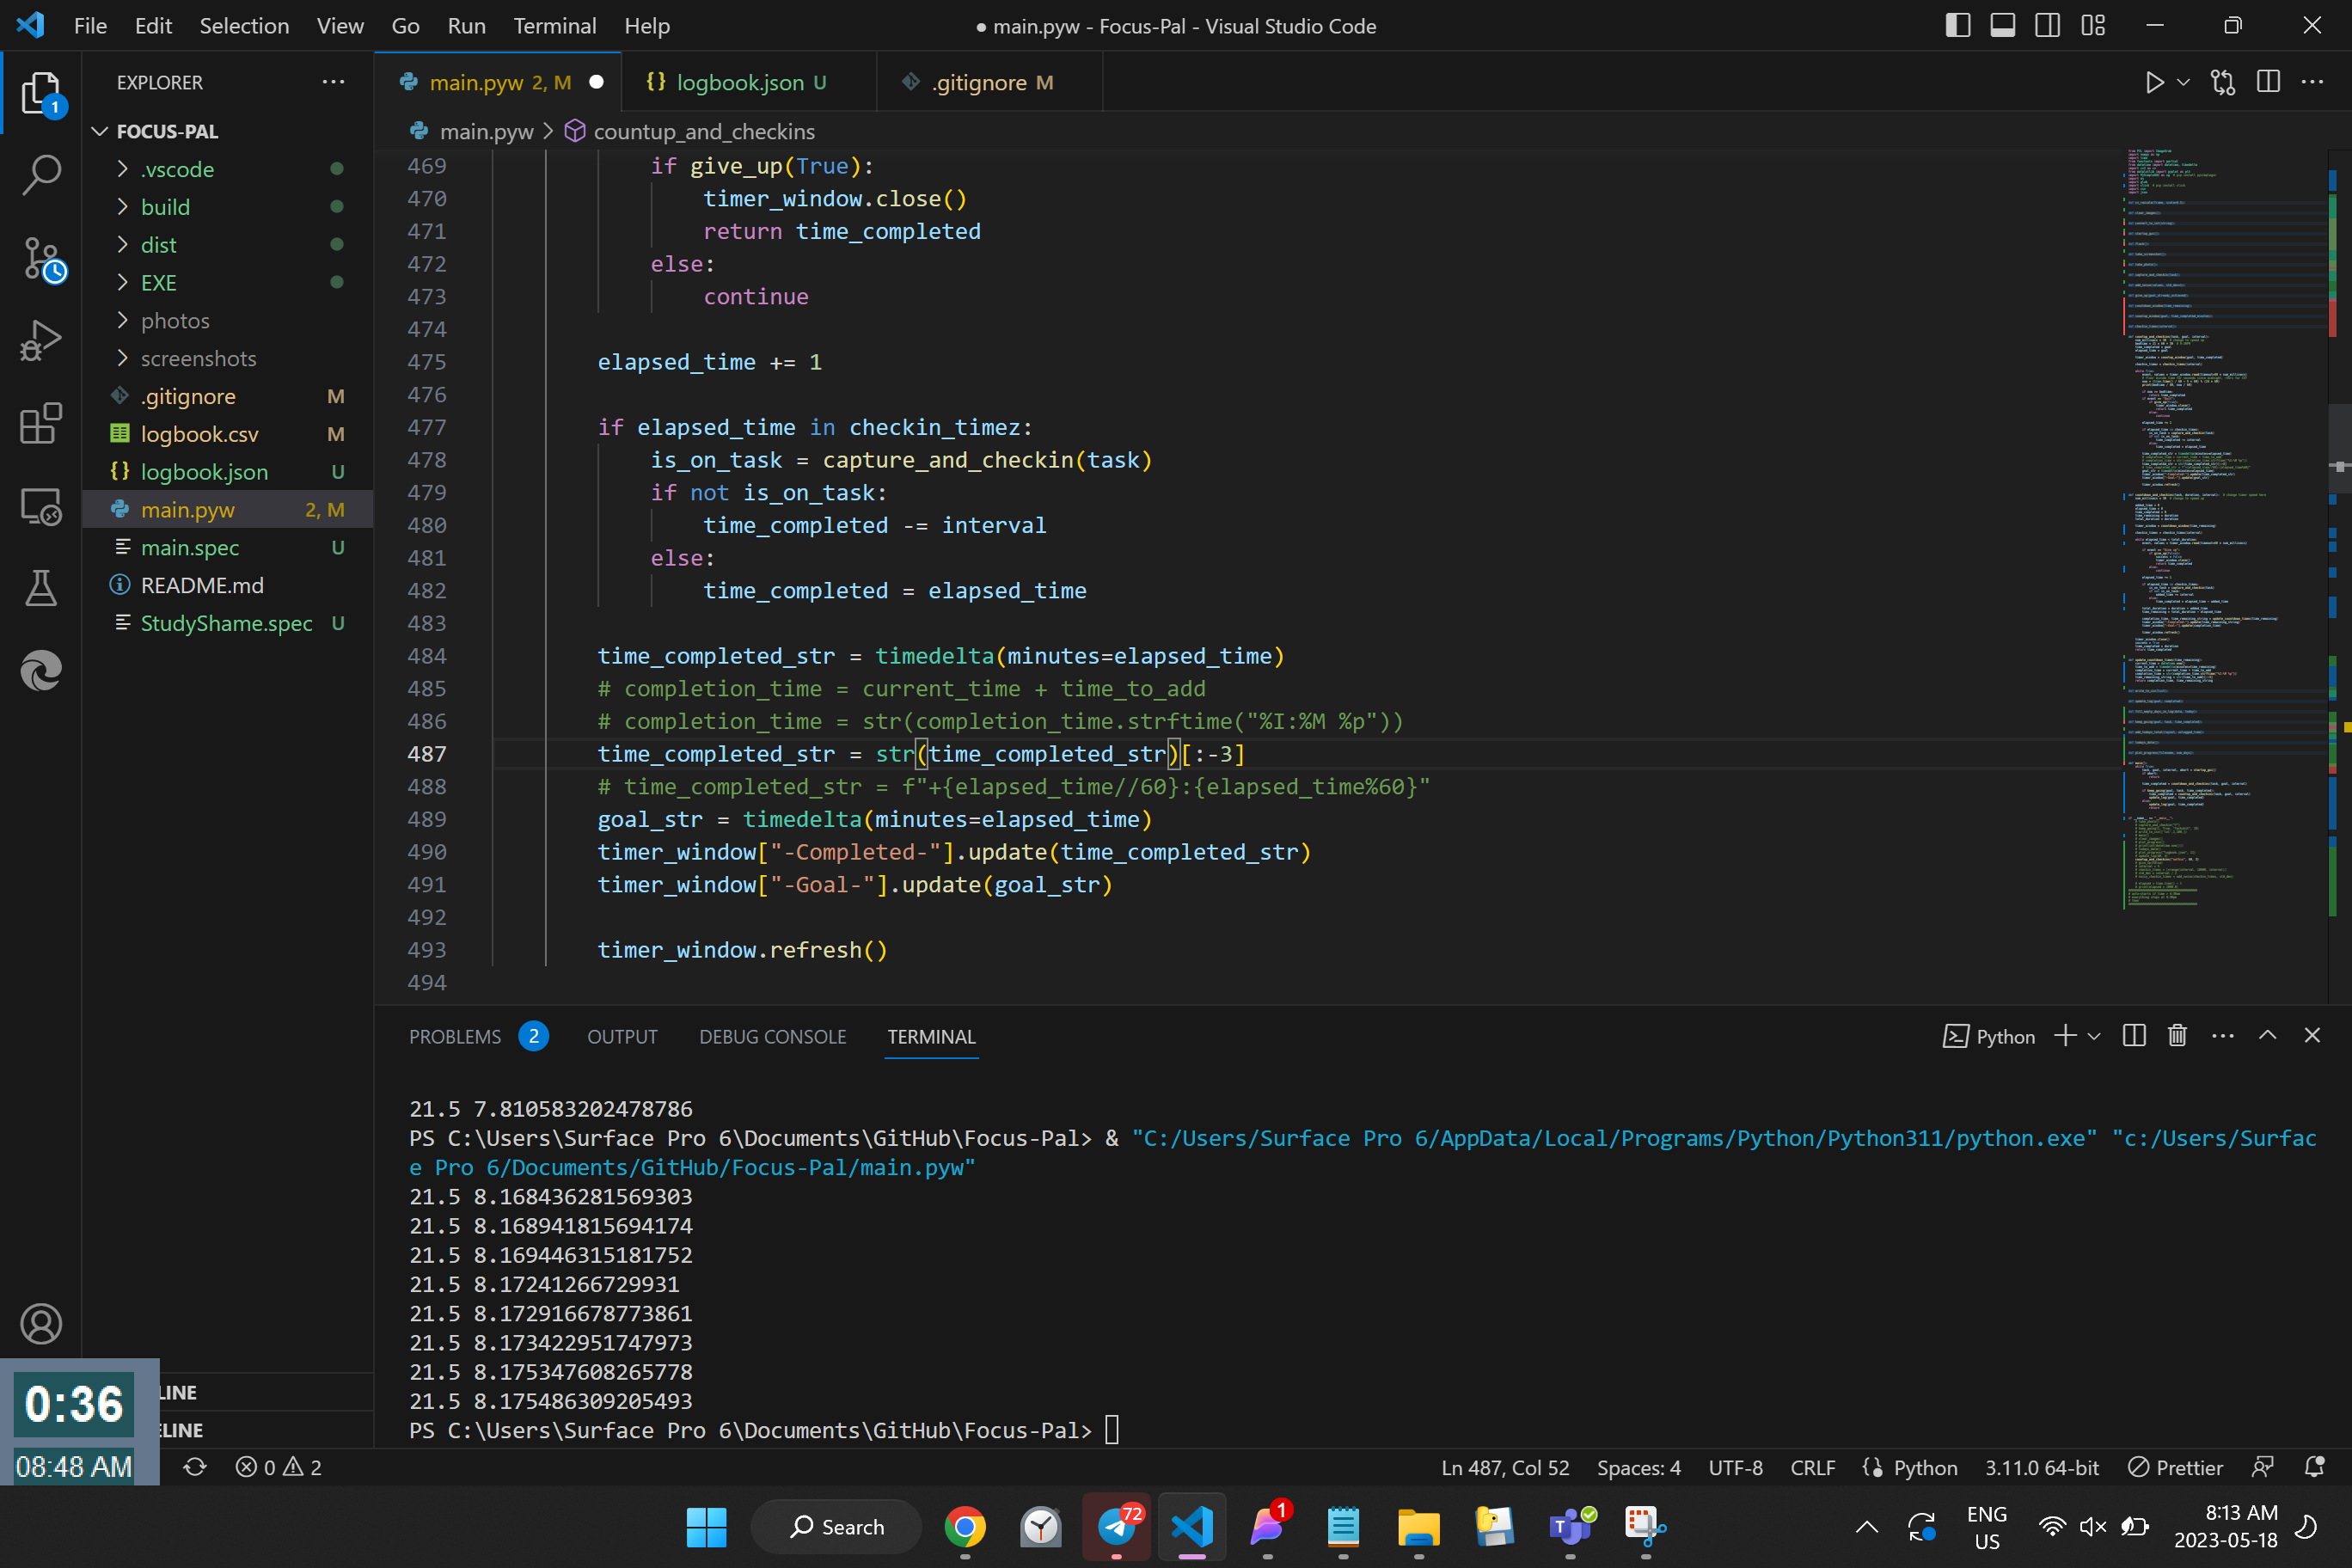 File Edit Selection View Go Run Terminal Help
● main.pyw - Focus-Pal - Visual Studio Code
EXPLORER
FOCUS-PAL
.vscode
build
dist
EXE
photos
screenshots
.gitignore M
logbook.csv M
logbook.json U
main.pyw 2, M
main.spec U
README.md
StudyShame.spec U
LINE
ELINE
1
main.pyw 2, M
logbook.json U
.gitignore M
main.pyw > countup_and_checkins
469 if give_up(True):
470 timer_window.close()
471 return time_completed
472 else:
473 continue
474
475 elapsed_time += 1
476
477 if elapsed_time in checkin_timez:
478 is_on_task = capture_and_checkin(task)
479 if not is_on_task:
480 time_completed -= interval
481 else:
482 time_completed = elapsed_time
483
484 time_completed_str = timedelta(minutes=elapsed_time)
485 # completion_time = current_time + time_to_add
486 # completion_time = str(completion_time.strftime("%I:%M %p"))
487 time_completed_str = str(time_completed_str)[:-3]
488 # time_completed_str = f"+{elapsed_time//60}:{elapsed_time%60}"
489 goal_str = timedelta(minutes=elapsed_time)
490 timer_window["-Completed-"].update(time_completed_str)
491 timer_window["-Goal-"].update(goal_str)
492
493 timer_window.refresh()
494
PROBLEMS 2 OUTPUT DEBUG CONSOLE TERMINAL
Python
21.5 7.810583202478786
PS C:\Users\Surface Pro 6\Documents\GitHub\Focus-Pal> & "C:/Users/Surface Pro 6/AppData/Local/Programs/Python/Python311/python.exe" "c:/Users/Surfac
e Pro 6/Documents/GitHub/Focus-Pal/main.pyw"
21.5 8.168436281569303
21.5 8.168941815694174
21.5 8.169446315181752
21.5 8.17241266729931
21.5 8.172916678773861
21.5 8.173422951747973
21.5 8.175347608265778
21.5 8.175486309205493
PS C:\Users\Surface Pro 6\Documents\GitHub\Focus-Pal>
0:36
08:48 AM
0 2
Ln 487, Col 52 Spaces: 4 UTF-8 CRLF Python 3.11.0 64-bit Prettier
Search
72
1
ENG
US
8:13 AM
2023-05-18